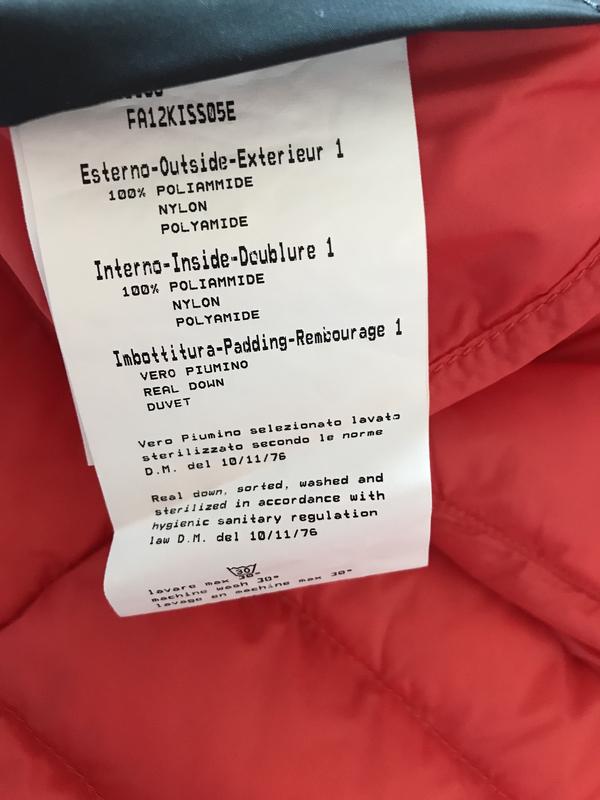 FA12KISS05E
Esterno-Outside-Exterieur 1
100% POLIAMMIDE
NYLON
POLYAMIDE
Interno-Inside-Doublure 1
100% POLIAMMIDE
NYLON
POLYAMIDE
Imbottitura-Padding-Rembourage 1
VERO PIUMINO
REAL DOWN
DUVET
Vero Piumino selezionato lavato
sterilizzato secondo le norme
D.M. del 10/11/76
Real down, sorted, washed and
sterilized in accordance with
hygienic sanitary regulation
law D.M. del 10/11/76
30
lavare max 30°
machine wash 30°
lavage en machine max 30°